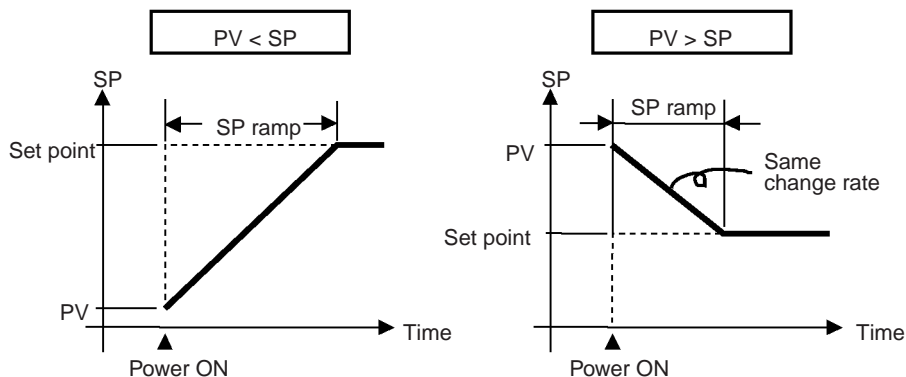 PV < SP
SP
SP ramp
Set point
PV
Time
Power ON
PV > SP
SP
SP ramp
PV
Same
change rate
Set point
Time
Power ON